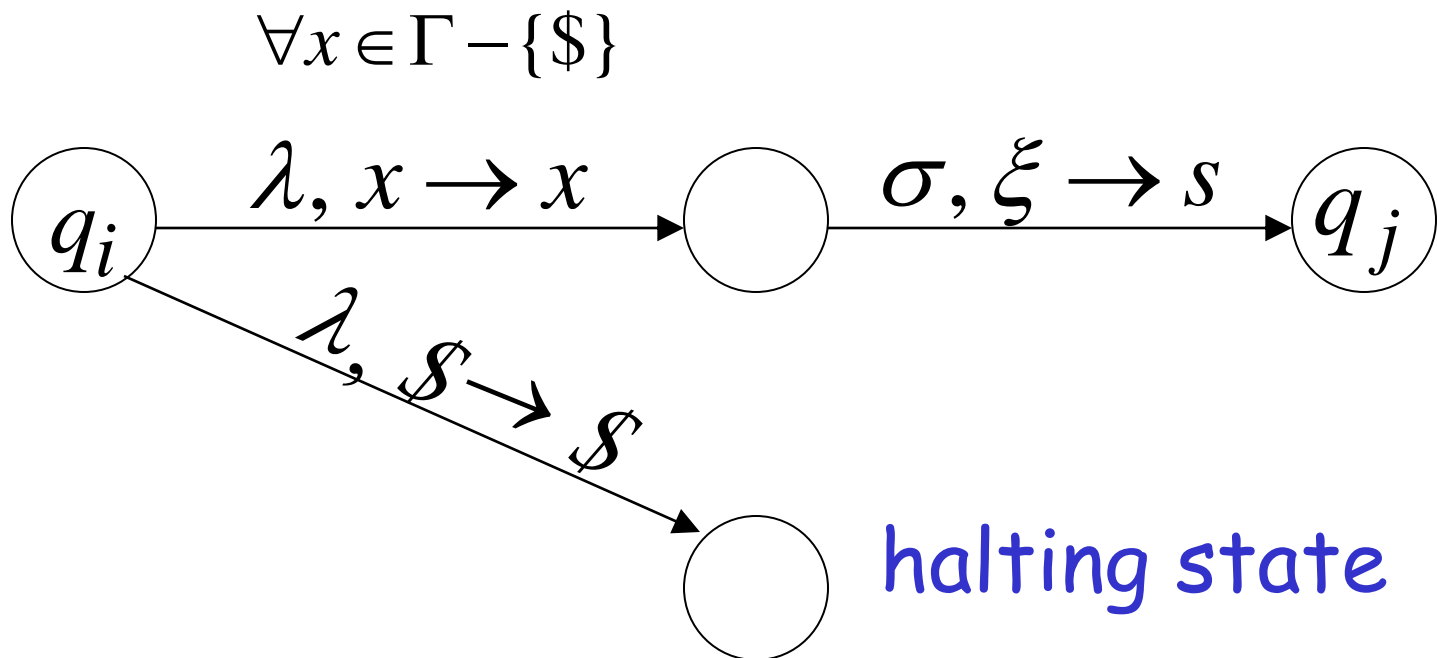 ∀x ∈ Γ − {$}
λ, x → x
σ, ξ → s
q_i
q_j
λ, $ → $
halting state